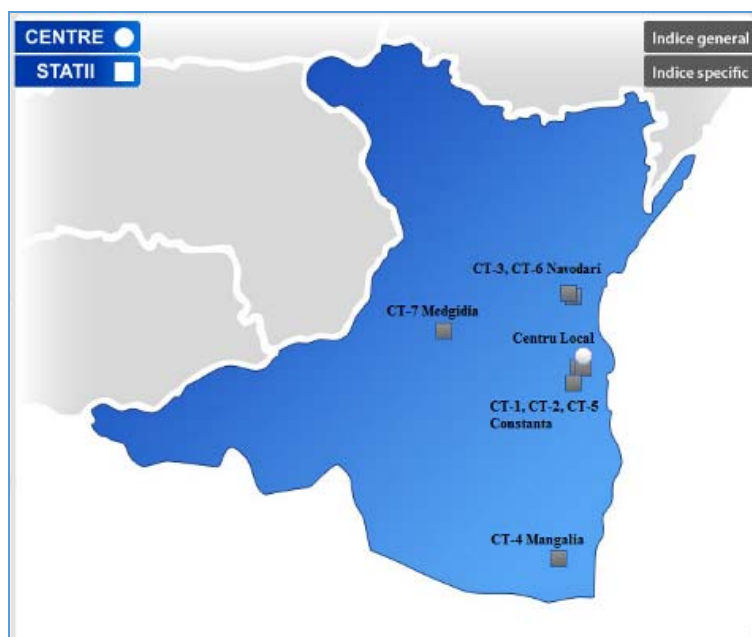 CENTRE
STATII
Indice general
Indice specific
CT-3, CT-6 Navodari
CT-7 Medgidia
Centru Local
CT-1, CT-2, CT-5
Constanta
CT-4 Mangalia